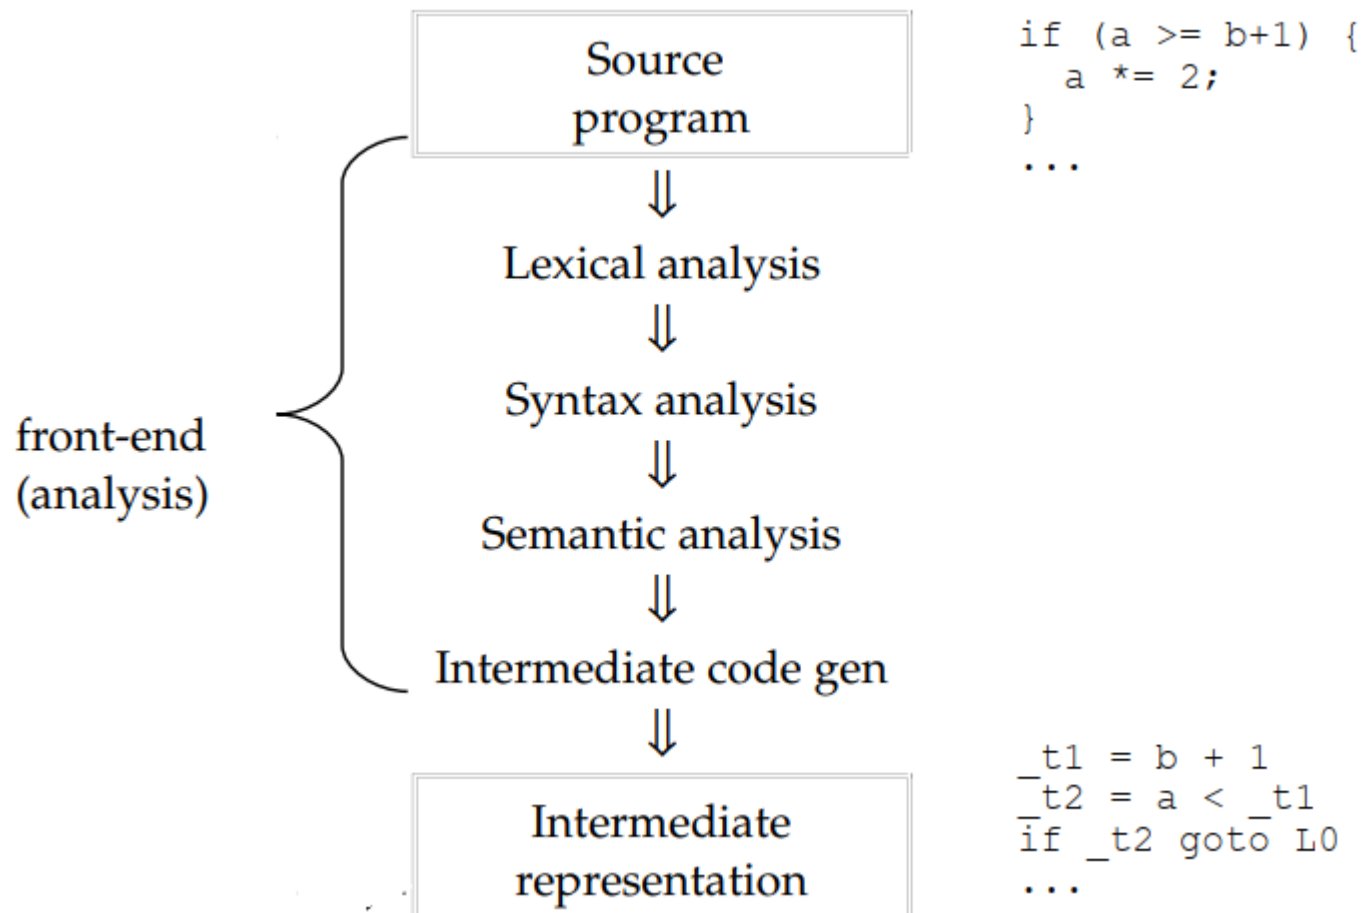 Source
program
if (a >= b+1) {
  a *= 2;
}
...
Lexical analysis
Syntax analysis
front-end
(analysis)
Semantic analysis
Intermediate code gen
Intermediate
representation
_t1 = b + 1
_t2 = a < _t1
if _t2 goto L0
...